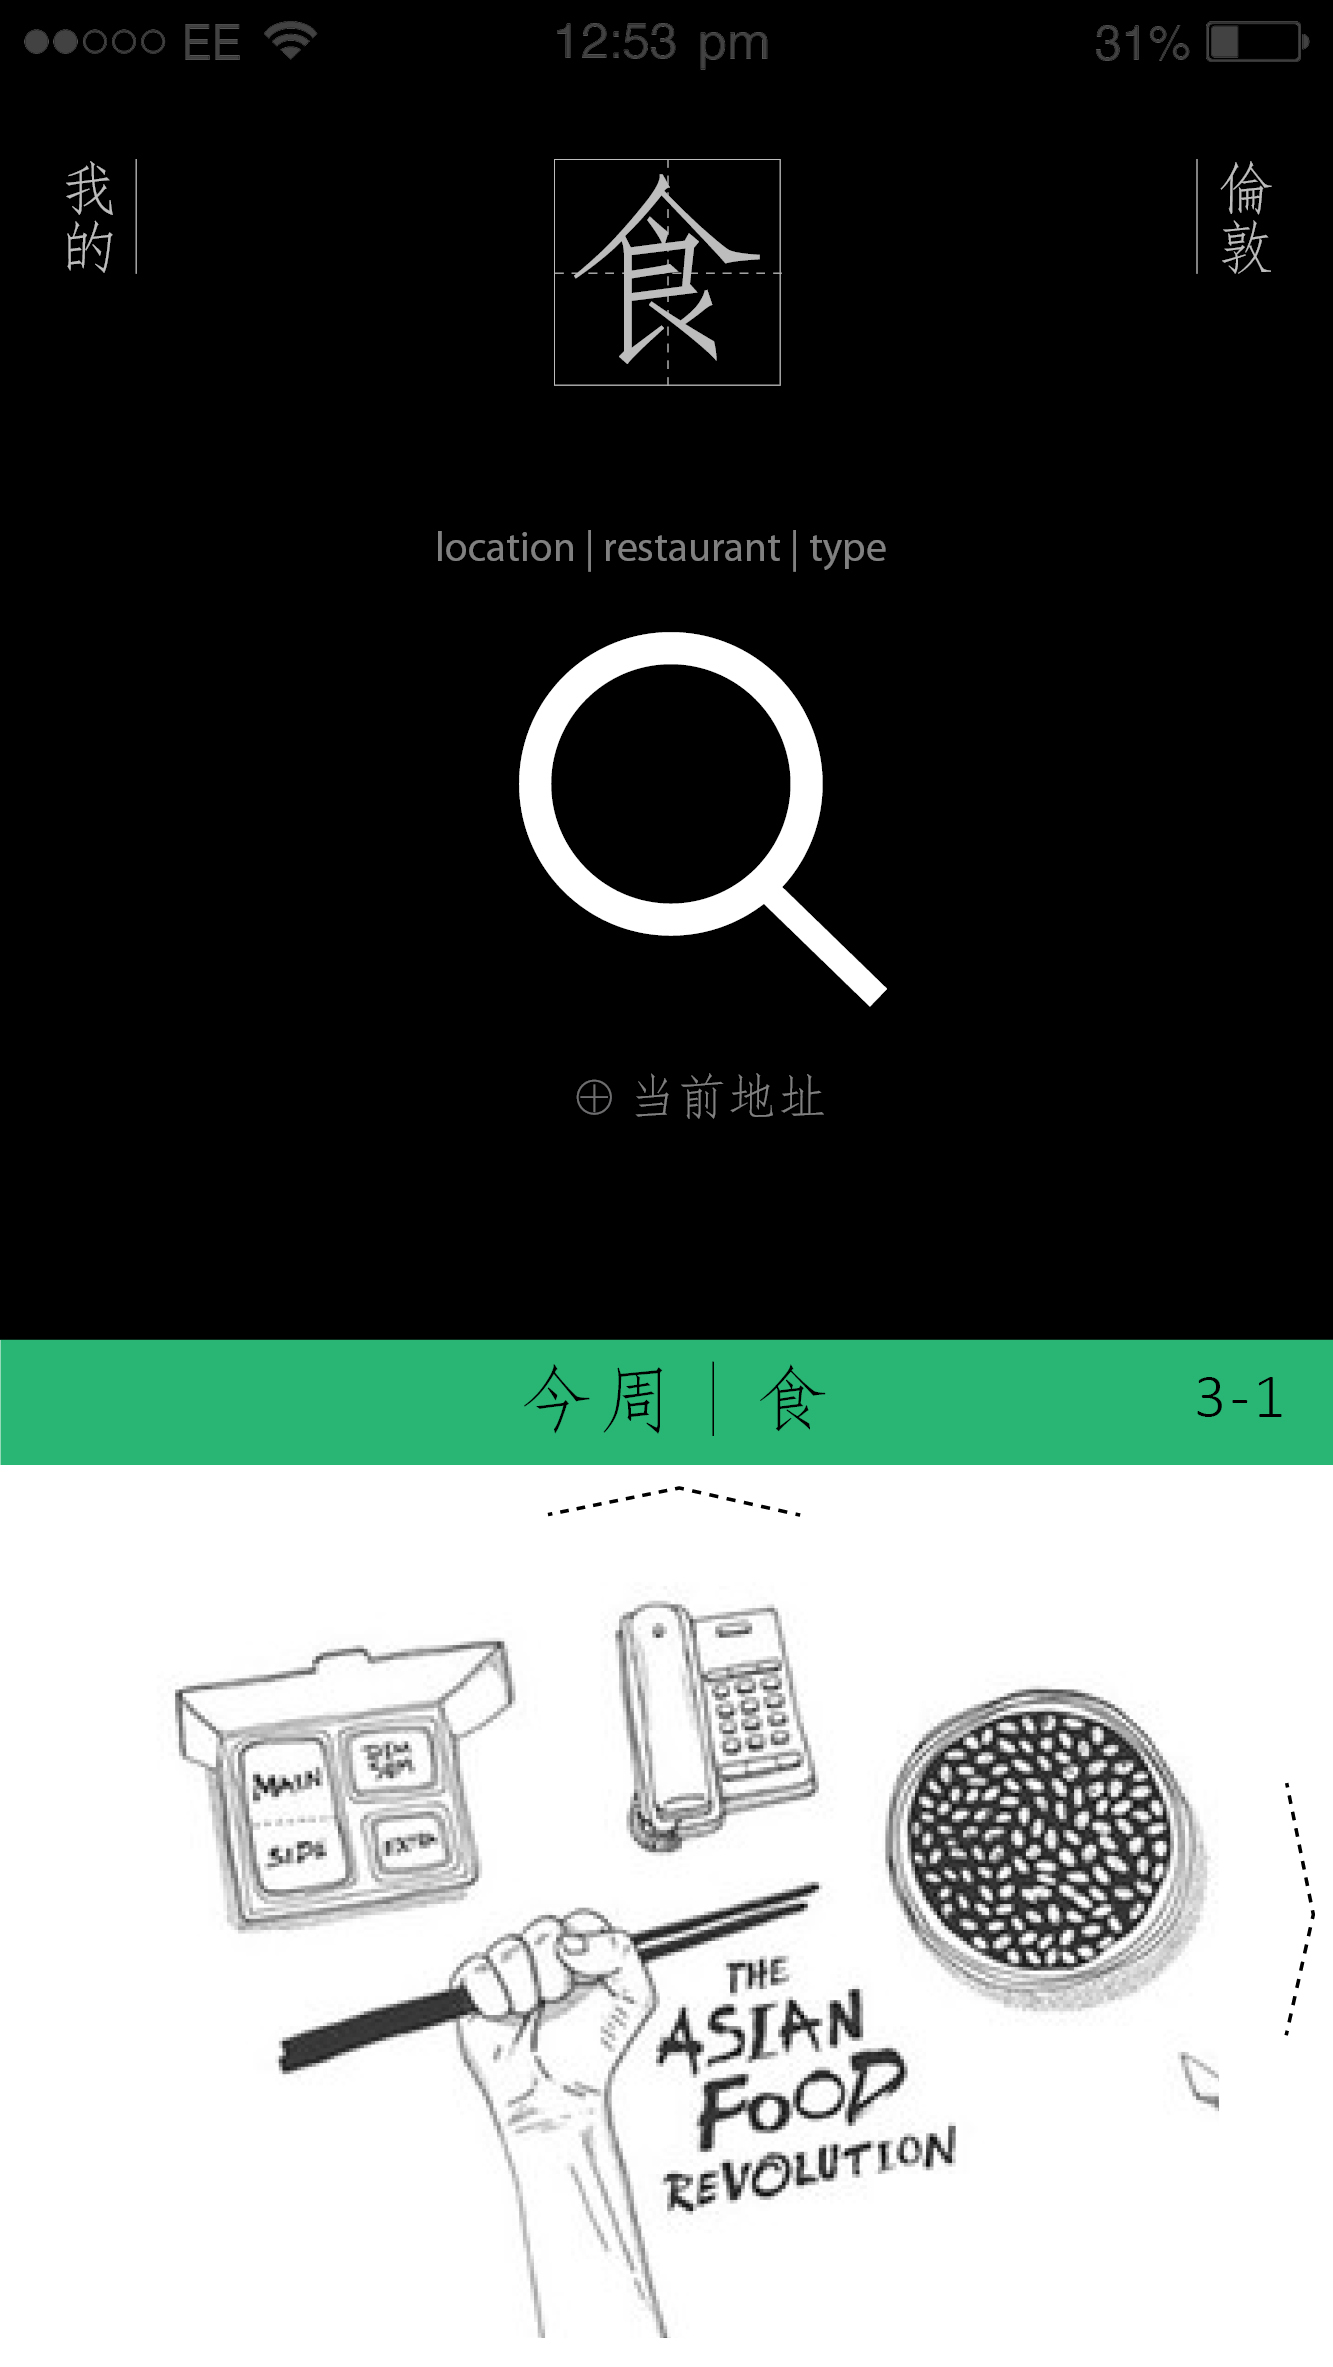 EE 12:53 pm 31%
我的
食
倫敦
location | restaurant | type
当前地址
今周｜食 3-1
MAIN
SIDE
DIM
SUM
EXTRA
THE
ASIAN
FOOD
REVOLUTION